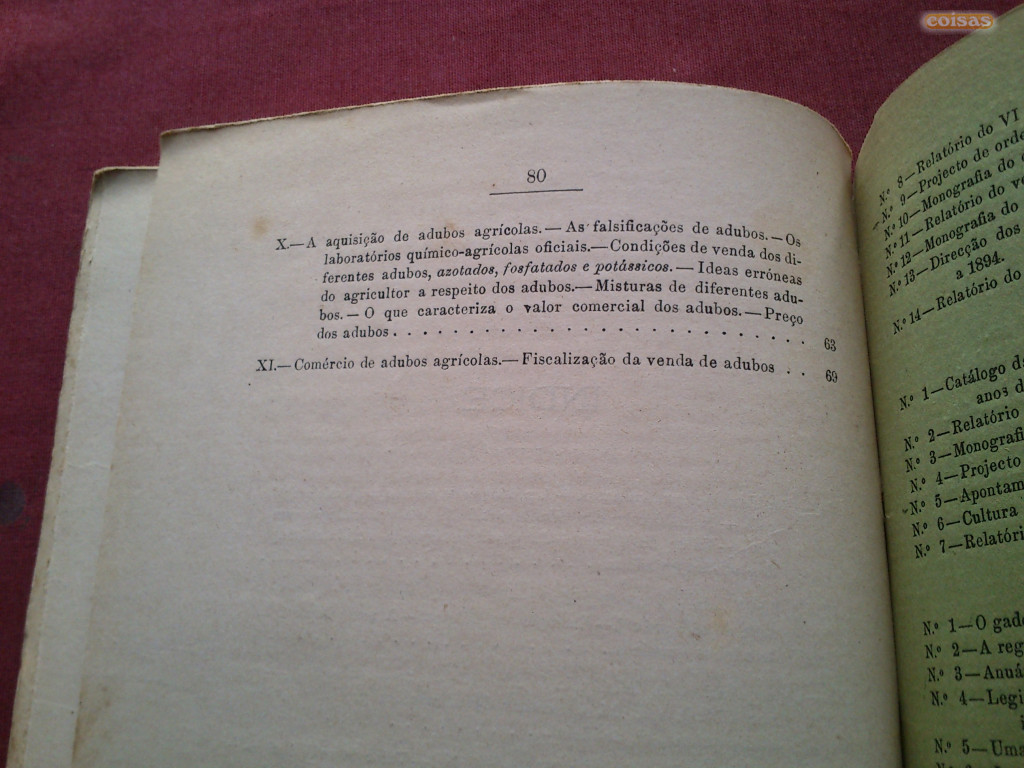 coisas
80
X.—A aquisição de adubos agrícolas.—As falsificações de adubos.—Os
laboratórios químico-agrícolas oficiais.—Condições de venda dos di-
ferentes adubos, azotados, fosfatados e potássicos.—Ideas erróneas
do agricultor a respeito dos adubos.—Misturas de diferentes adu-
bos.—O que caracteriza o valor comercial dos adubos.—Preço
dos adubos . . . . . . . . . . . . . . . . . . . . . . . . 63
XI.—Comércio de adubos agrícolas.—Fiscalização da venda de adubos . . 69
N.º 8—Relatório do VI
N.º 9—Projecto de orde
N.º 10—Monografia do
N.º 11—Relatório do
N.º 12—Monografia do
N.º 13—Direcção dos
a 1894.
N.º 14—Relatório do
N.º 1—Catálogo
anos
N.º 2—Relatório
N.º 3—Monografi
N.º 4—Projecto
N.º 5—Apontam
N.º 6—Cultura
N.º 7—Relatóri
N.º 1—O gad
N.º 2—A reg
N.º 3—Anuá
N.º 4—Legi
N.º 5—Uma